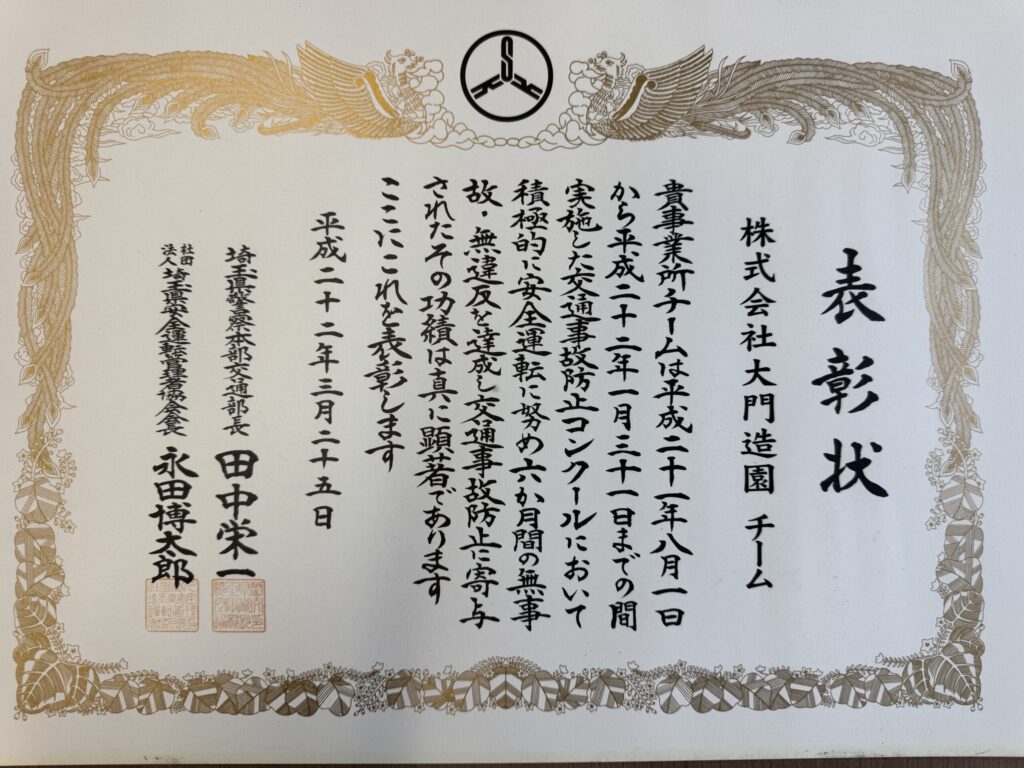 表彰状
株式会社大門造園 チーム
貴事業所チームは平成二十一年八月一日
から平成二十二年一月三十一日までの間
実施した交通事故防止コンクールにおいて
積極的に安全運転に努め六か月間の無事
故・無違反を達成し交通事故防止に寄与
されたその功績は真に顕著であります
ここにこれを表彰します
平成二十二年三月二十五日
埼玉県警察本部交通部長 田中栄一
社団法人埼玉県安全運転管理者協会会長 永田博太郎